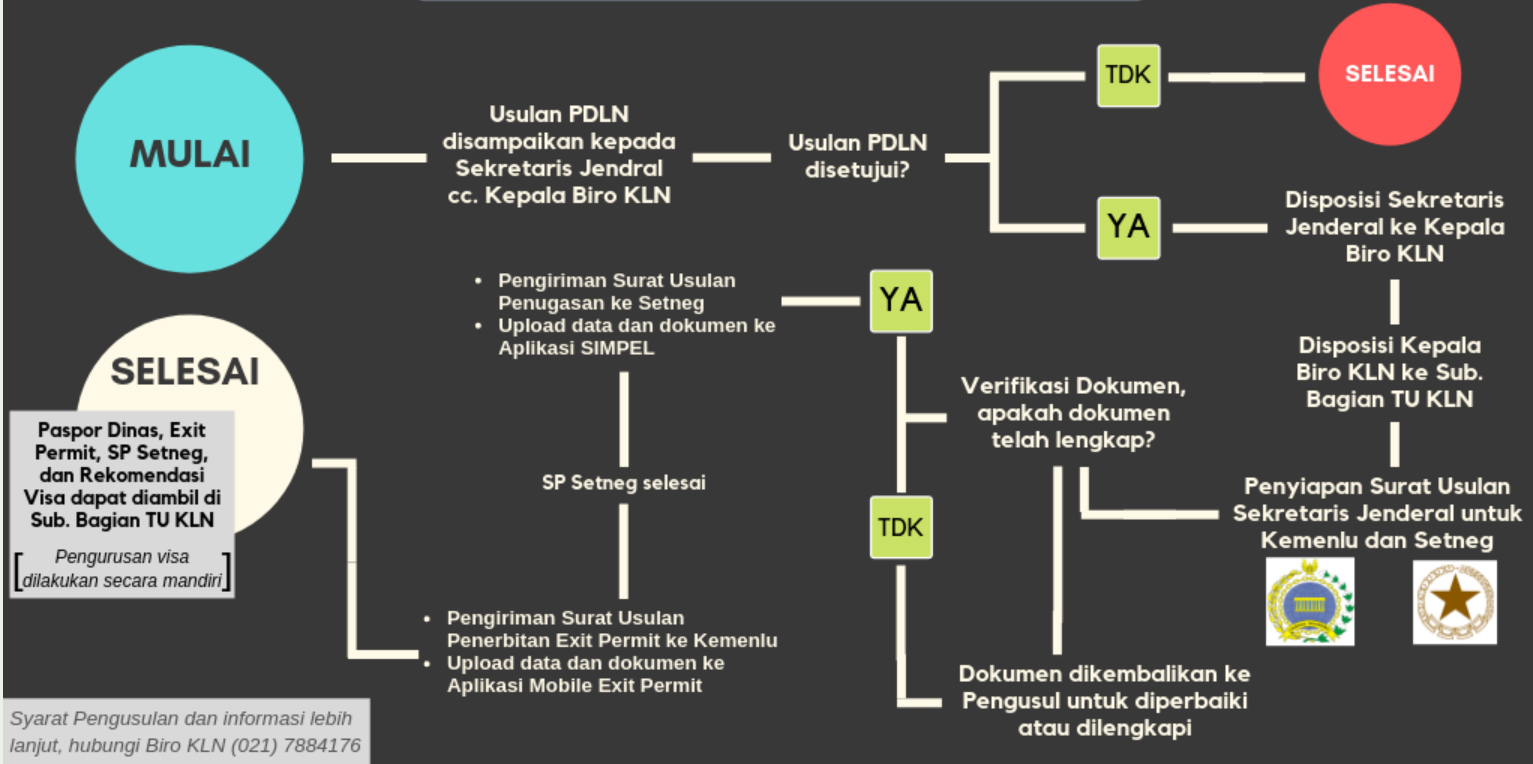 MULAI
Usulan PDLN
disampaikan kepada
Sekretaris Jendral
cc. Kepala Biro KLN
Usulan PDLN
disetujui?
TDK
SELESAI
YA
Disposisi Sekretaris
Jenderal ke Kepala
Biro KLN
Disposisi Kepala
Biro KLN ke Sub.
Bagian TU KLN
Penyiapan Surat Usulan
Sekretaris Jenderal untuk
Kemenlu dan Setneg
Verifikasi Dokumen,
apakah dokumen
telah lengkap?
YA
TDK
Dokumen dikembalikan ke
Pengusul untuk diperbaiki
atau dilengkapi
• Pengiriman Surat Usulan
Penugasan ke Setneg
• Upload data dan dokumen ke
Aplikasi SIMPEL
SP Setneg selesai
• Pengiriman Surat Usulan
Penerbitan Exit Permit ke Kemenlu
• Upload data dan dokumen ke
Aplikasi Mobile Exit Permit
SELESAI
Paspor Dinas, Exit
Permit, SP Setneg,
dan Rekomendasi
Visa dapat diambil di
Sub. Bagian TU KLN
[Pengurusan visa
dilakukan secara mandiri]
Syarat Pengusulan dan informasi lebih
lanjut, hubungi Biro KLN (021) 7884176